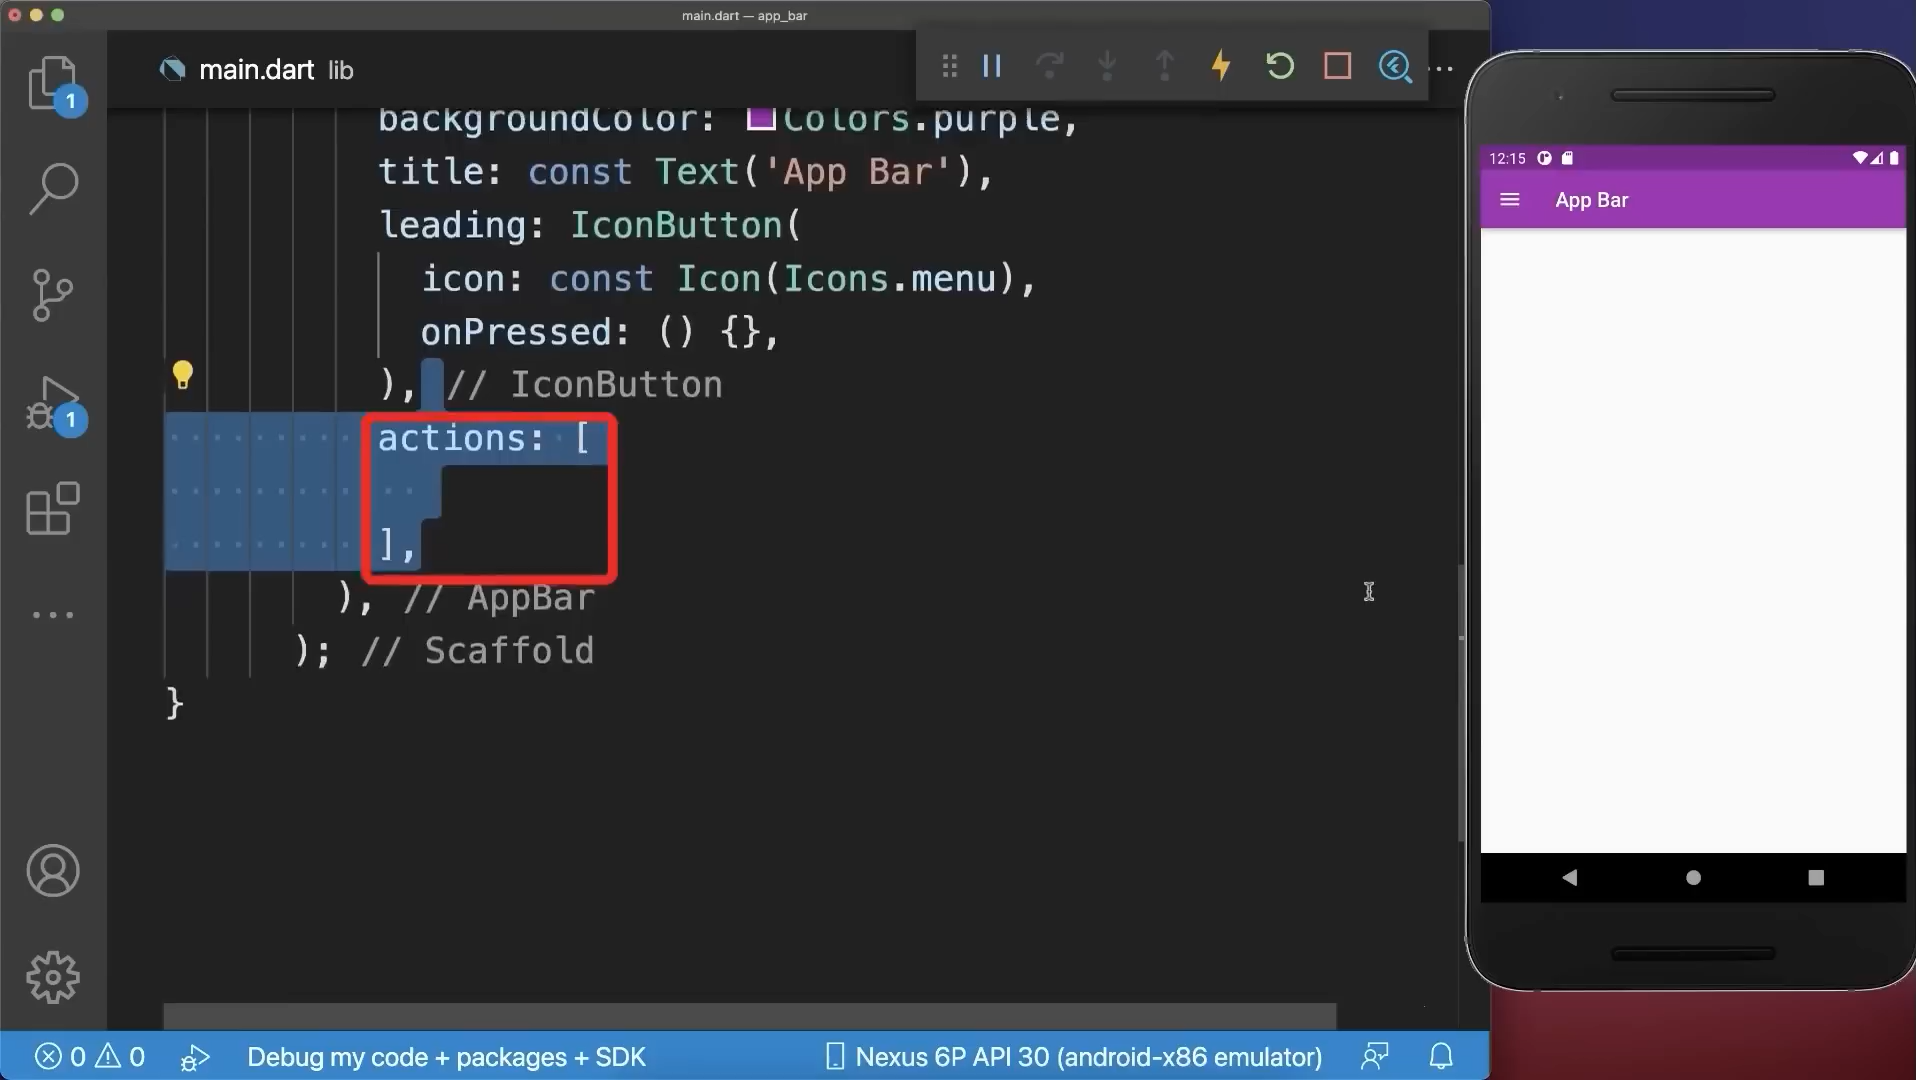 main.dart — app_bar
main.dart lib
1
backgroundColor: Colors.purple,
title: const Text('App Bar'),
leading: IconButton(
icon: const Icon(Icons.menu),
onPressed: () {},
), // IconButton
actions: [
],
), // AppBar
); // Scaffold
}
1
12:15
App Bar
0 0 Debug my code + packages + SDK
Nexus 6P API 30 (android-x86 emulator)